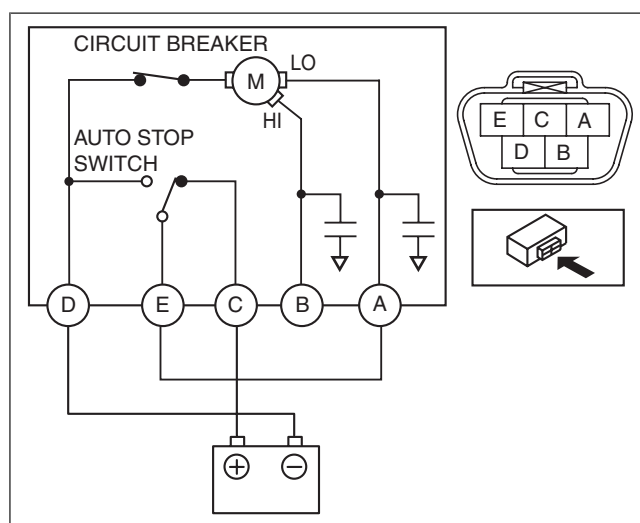 CIRCUIT BREAKER
M
LO
HI
AUTO STOP
SWITCH
E C A
D B
D E C B A
+ −